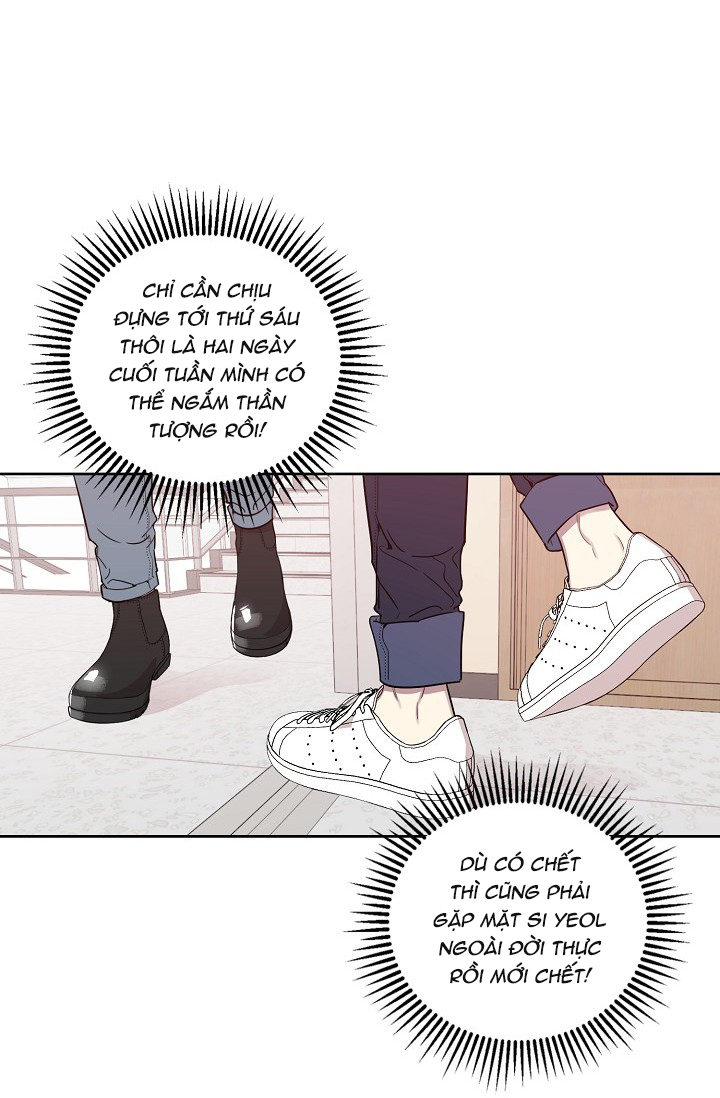 CHỈ CẦN CHỊU
ĐỰNG TỚI THỨ SÁU
THÔI LÀ HAI NGÀY
CUỐI TUẦN MÌNH CÓ
THỂ NGẮM THẦN
TƯỢNG RỒI!
DÙ CÓ CHẾT
THÌ CŨNG PHẢI
GẶP MẶT SI YEOL
NGOÀI ĐỜI THỰC
RỒI MỚI CHẾT!